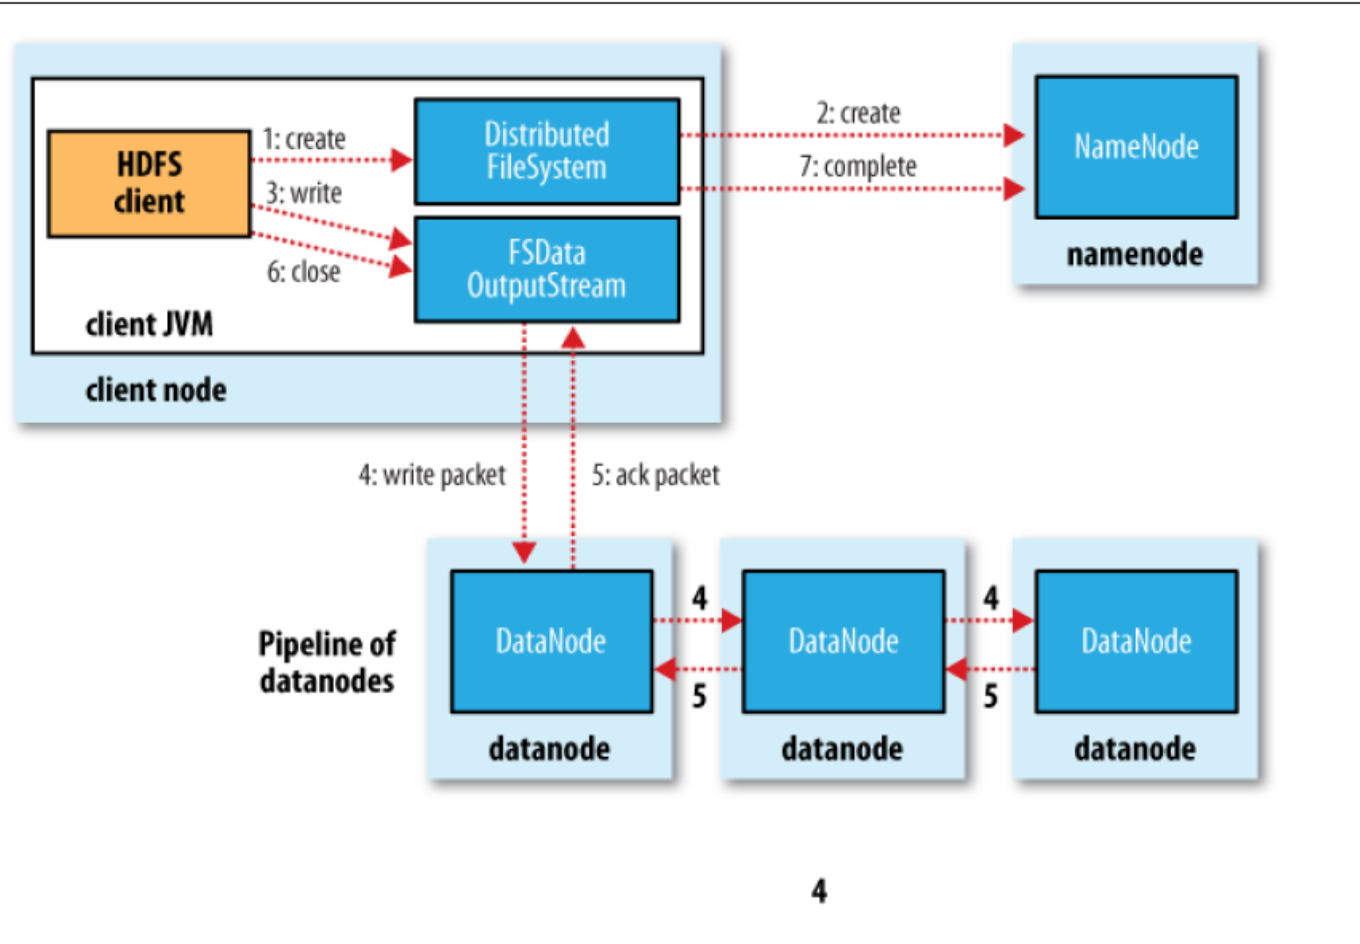 HDFS
client
1: create
3: write
6: close
Distributed
FileSystem
FSData
OutputStream
client JVM
client node
2: create
7: complete
NameNode
namenode
4: write packet
5: ack packet
Pipeline of
datanodes
DataNode
datanode
4
5
DataNode
datanode
4
5
DataNode
datanode
4